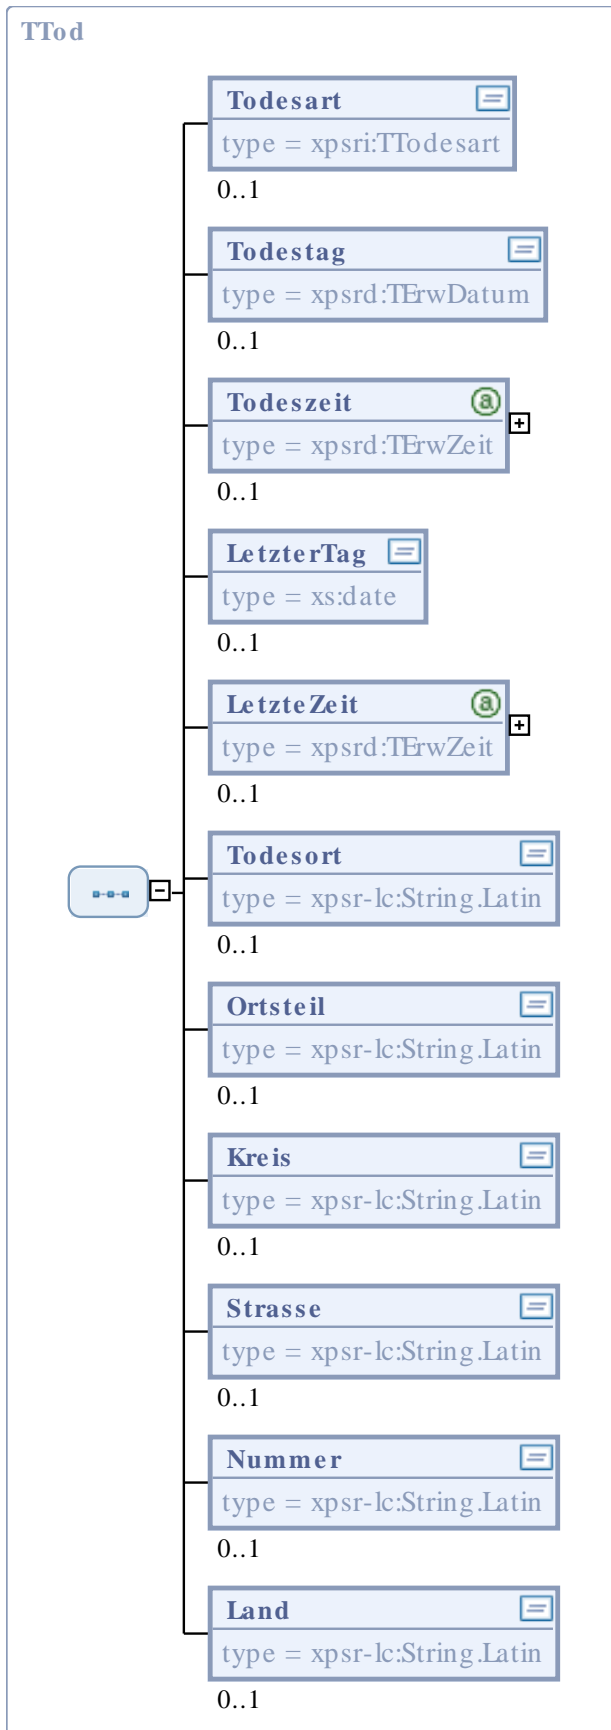 TTod
Todesart
type = xpsri:TTodesart
0..1
Todestag
type = xpsrd:TErwDatum
0..1
Todeszeit
type = xpsrd:TErwZeit
0..1
LetzterTag
type = xs:date
0..1
LetzteZeit
type = xpsrd:TErwZeit
0..1
Todesort
type = xpsr-lc:String.Latin
0..1
Ortsteil
type = xpsr-lc:String.Latin
0..1
Kreis
type = xpsr-lc:String.Latin
0..1
Strasse
type = xpsr-lc:String.Latin
0..1
Nummer
type = xpsr-lc:String.Latin
0..1
Land
type = xpsr-lc:String.Latin
0..1